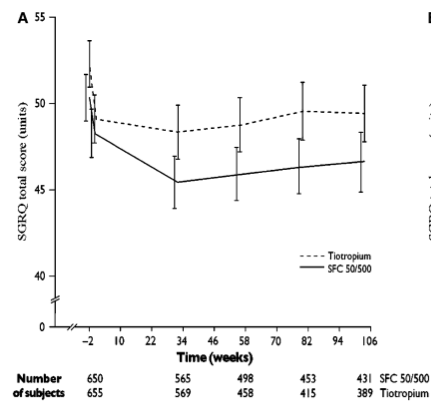 A
55
50
45
40
0
SGRQ total score (units)
Tiotropium
SFC 50/500
–2 10 22 34 46 58 70 82 94 106
Time (weeks)
Number 650 565 498 453 431 SFC 50/500
of subjects 655 569 458 415 389 Tiotropium